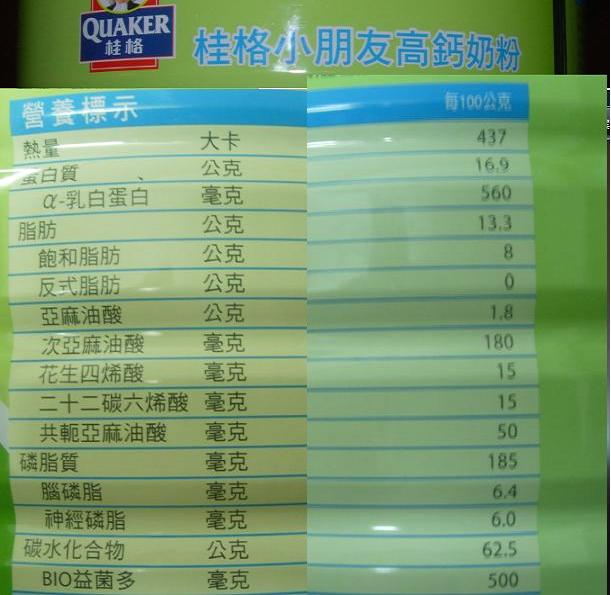 QUAKER
桂格
桂格小朋友高鈣奶粉
營養標示 每100公克
熱量 大卡 437
蛋白質 、 公克 16.9
α-乳白蛋白 毫克 560
脂肪 公克 13.3
飽和脂肪 公克 8
反式脂肪 公克 0
亞麻油酸 公克 1.8
次亞麻油酸 毫克 180
花生四烯酸 毫克 15
二十二碳六烯酸 毫克 15
共軛亞麻油酸 毫克 50
磷脂質 毫克 185
腦磷脂 毫克 6.4
神經磷脂 毫克 6.0
碳水化合物 公克 62.5
BIO益菌多 毫克 500